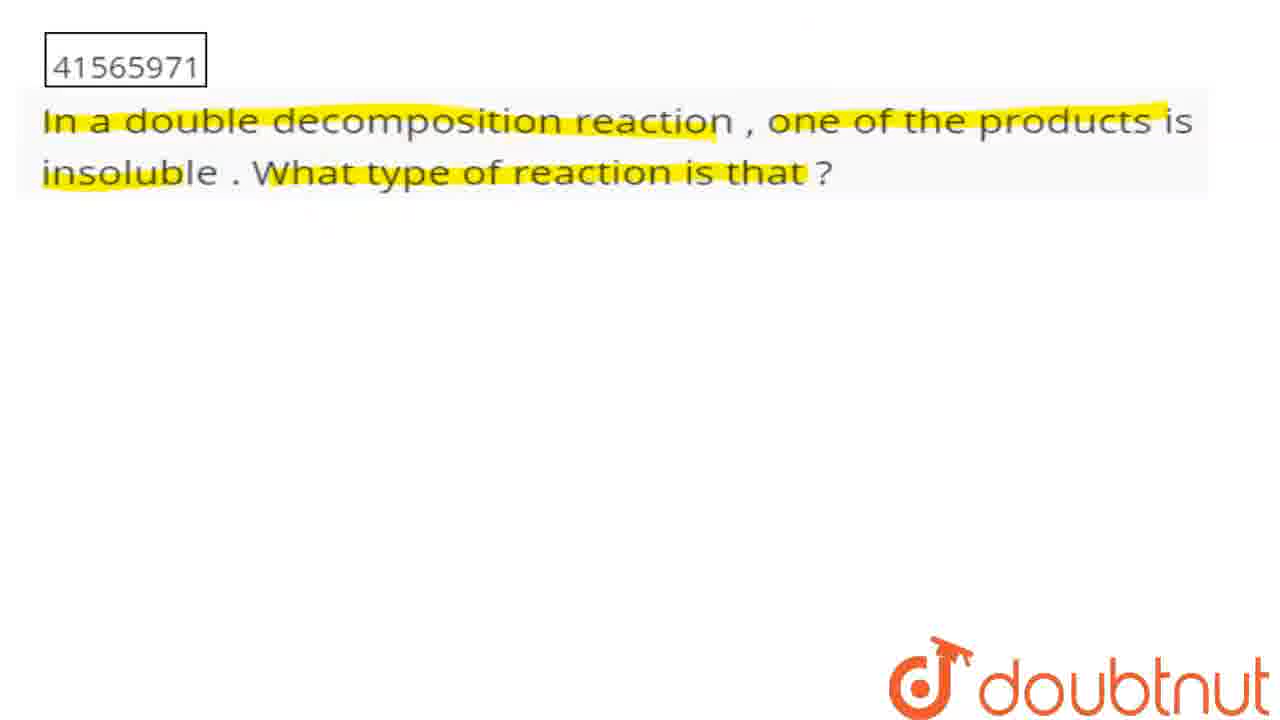 41565971
In a double decomposition reaction , one of the products is
insoluble . What type of reaction is that ?
doubtnut